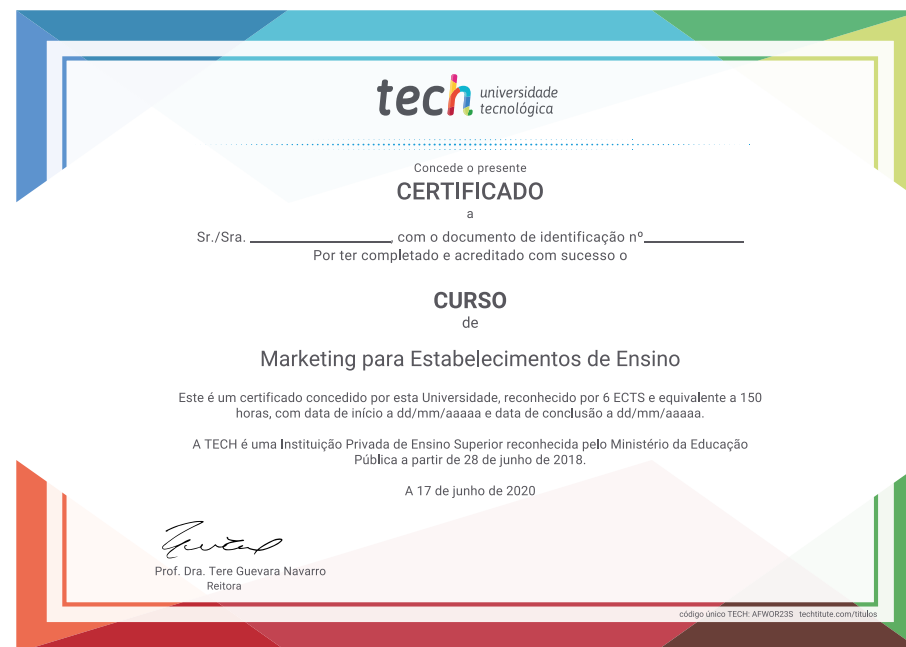 tech universidade
tecnológica
Concede o presente
CERTIFICADO
a
Sr./Sra. ____________________, com o documento de identificação nº______________
Por ter completado e acreditado com sucesso o
CURSO
de
Marketing para Estabelecimentos de Ensino
Este é um certificado concedido por esta Universidade, reconhecido por 6 ECTS e equivalente a 150
horas, com data de início a dd/mm/aaaaa e data de conclusão a dd/mm/aaaaa.
A TECH é uma Instituição Privada de Ensino Superior reconhecida pelo Ministério da Educação
Pública a partir de 28 de junho de 2018.
A 17 de junho de 2020
Prof. Dra. Tere Guevara Navarro
Reitora
código único TECH: AFWOR23S techtitute.com/titulos